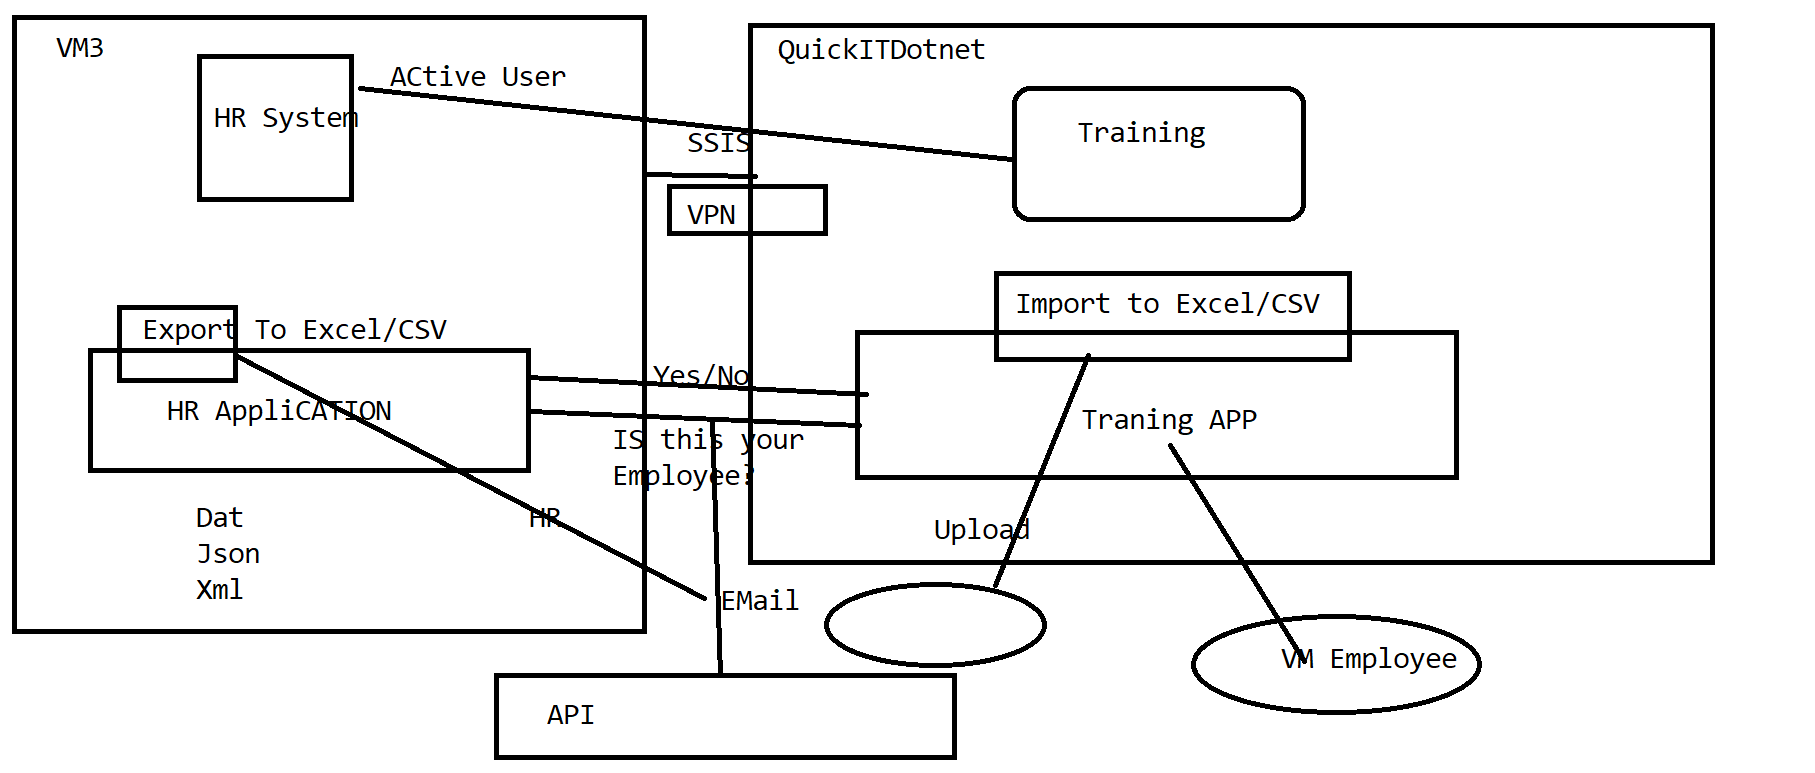 VM3
QuickITDotnet
HR System
ACtive User
Training
SSIS
VPN
Import to Excel/CSV
Export To Excel/CSV
Yes/No
HR AppliCATION
Traning APP
IS this your
Employee?
Dat
Json
Xml
HR
Upload
EMail
VM Employee
API